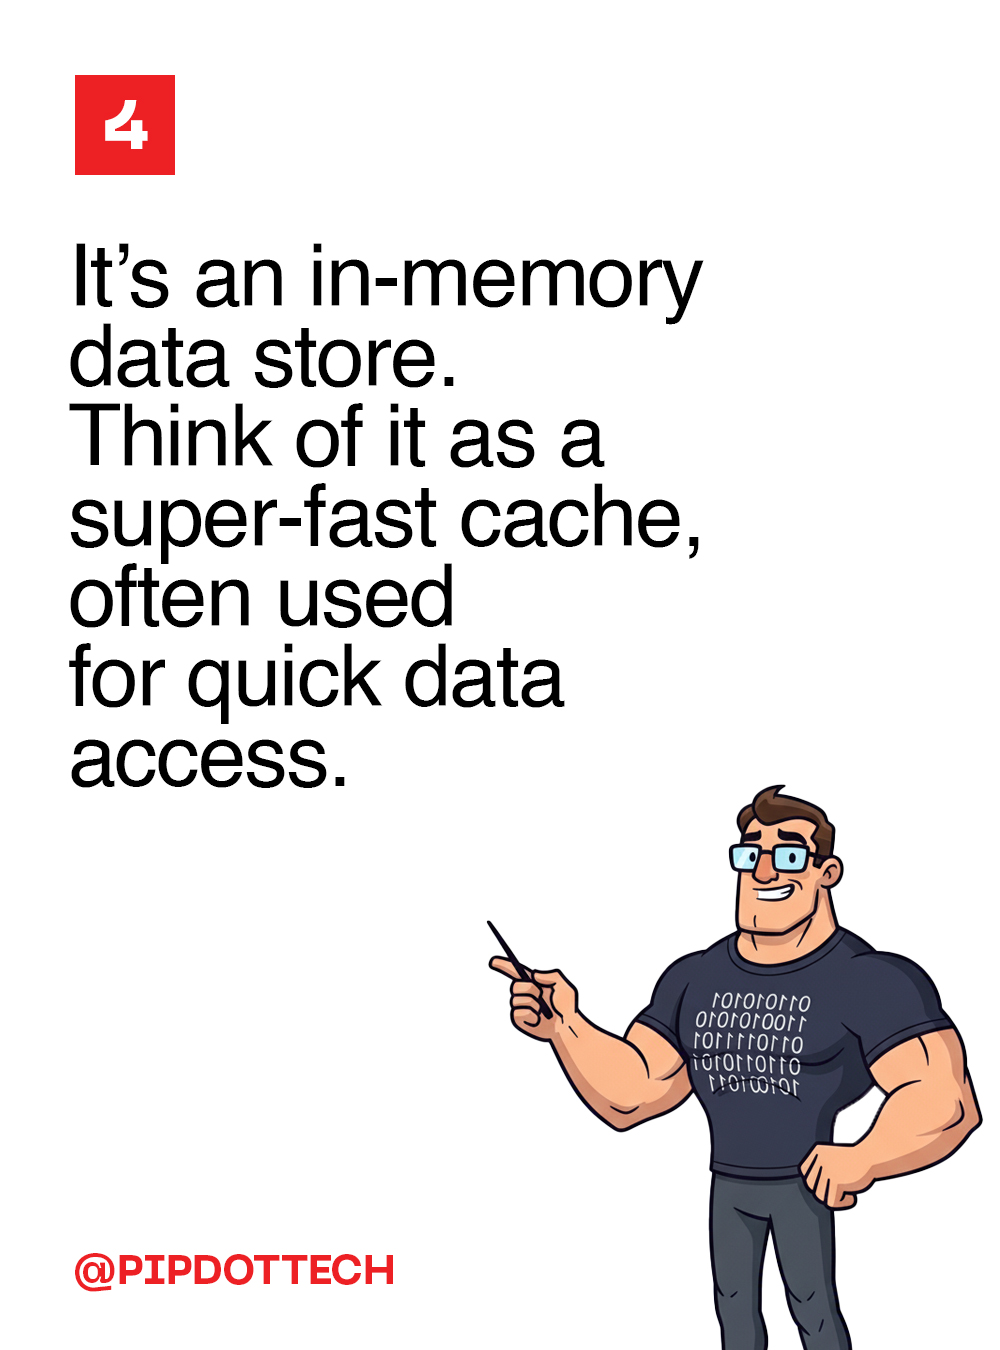 4
It’s an in-memory
data store.
Think of it as a
super-fast cache,
often used
for quick data
access.
@PIPDOTTECH